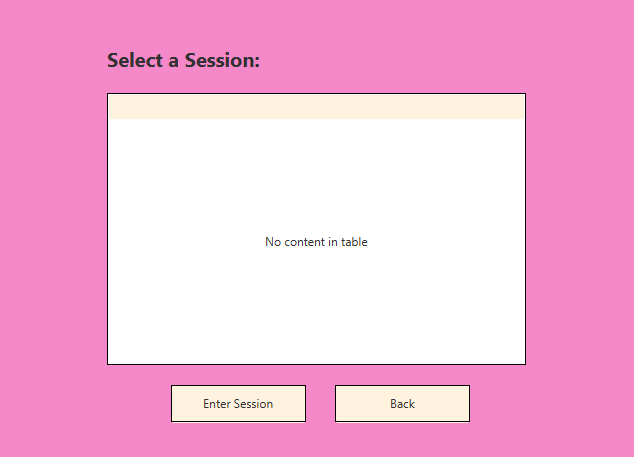 Select a Session:
No content in table
Enter Session
Back